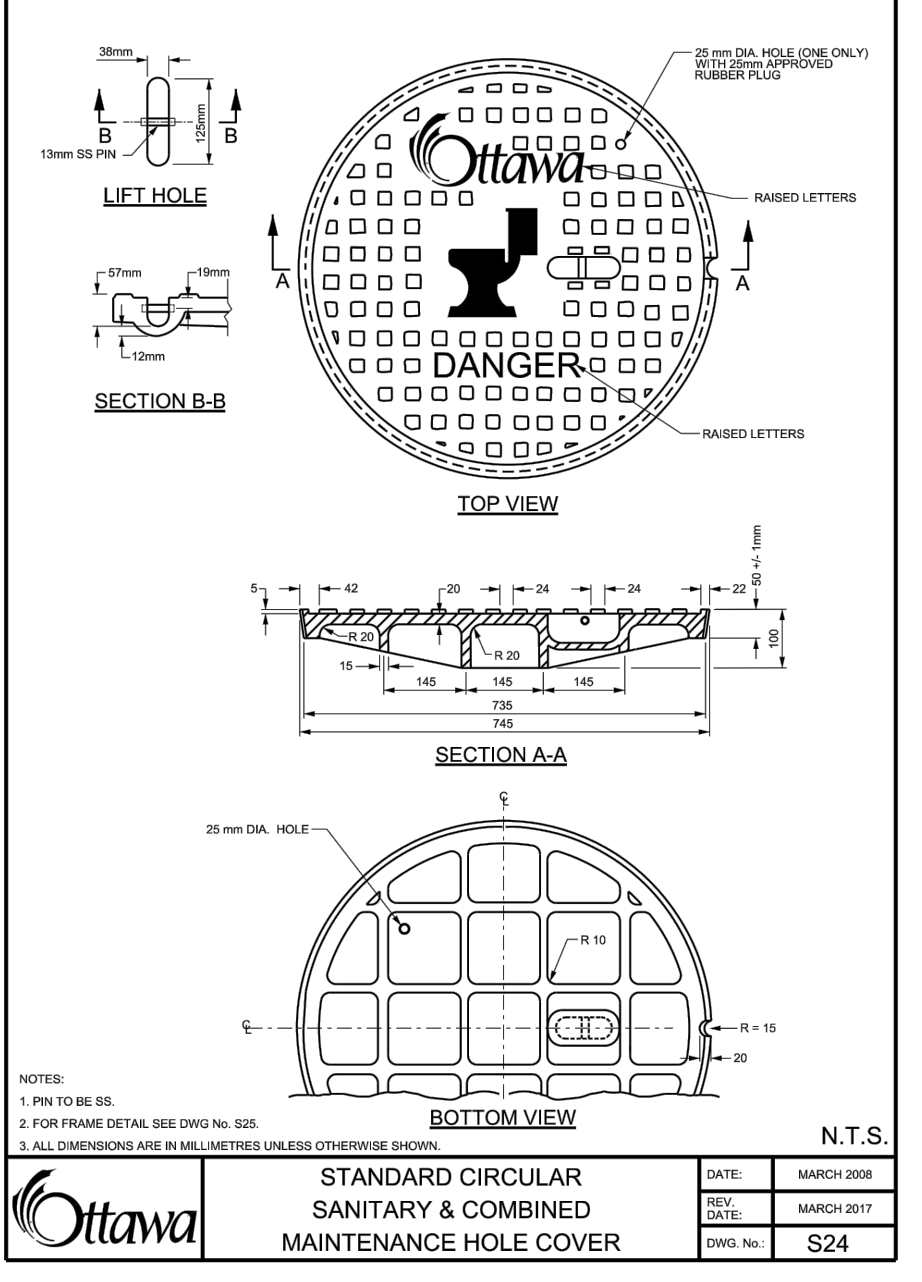 38mm
B
B
125mm
13mm SS PIN
LIFT HOLE
57mm
19mm
12mm
SECTION B-B
25 mm DIA. HOLE (ONE ONLY)
WITH 25mm APPROVED
RUBBER PLUG
Ottawa
RAISED LETTERS
A
A
DANGER
RAISED LETTERS
TOP VIEW
5
42
20
24
24
22
50 +/- 1mm
100
R 20
R 20
15
145
145
145
735
745
SECTION A-A
CL
25 mm DIA. HOLE
R 10
CL
R = 15
20
BOTTOM VIEW
NOTES:
1. PIN TO BE SS.
2. FOR FRAME DETAIL SEE DWG No. S25.
3. ALL DIMENSIONS ARE IN MILLIMETRES UNLESS OTHERWISE SHOWN.
N.T.S.
Ottawa
STANDARD CIRCULAR
SANITARY & COMBINED
MAINTENANCE HOLE COVER
DATE:
MARCH 2008
REV.
DATE:
MARCH 2017
DWG. No.:
S24